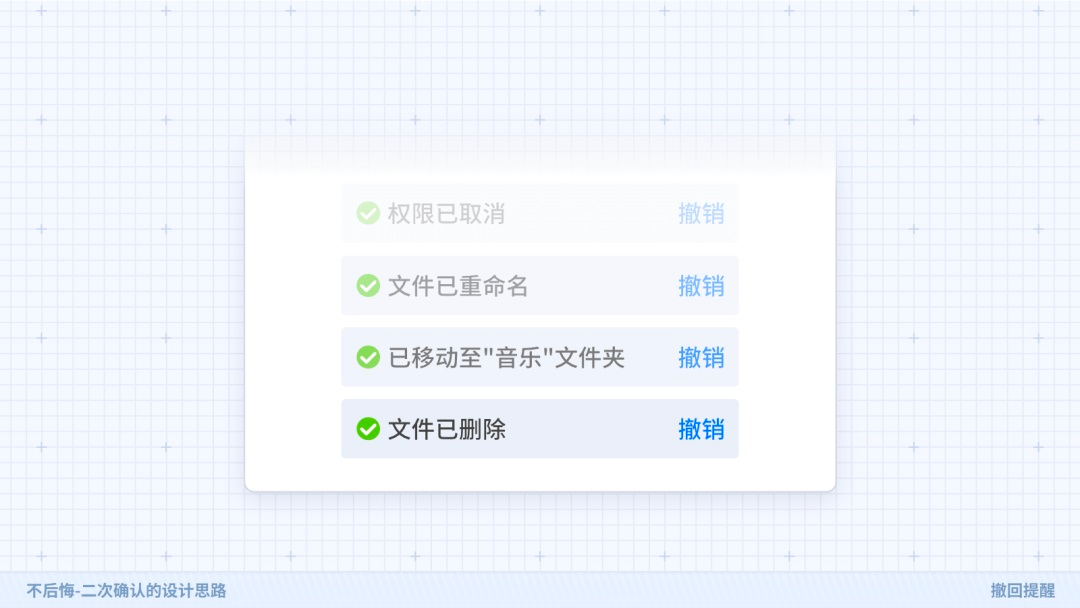 权限已取消 撤销
文件已重命名 撤销
已移动至"音乐"文件夹 撤销
文件已删除 撤销
不后悔-二次确认的设计思路 撤回提醒